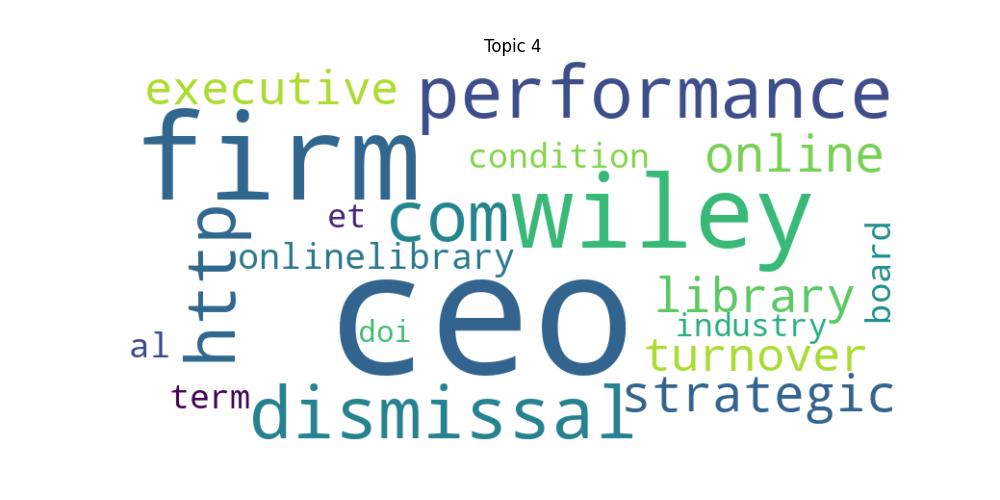 Topic 4
executive
performance
firm
condition
online
et
com
wiley
http
onlinelibrary
board
ceo
doi
library
industry
al
turnover
term
dismissal
strategic